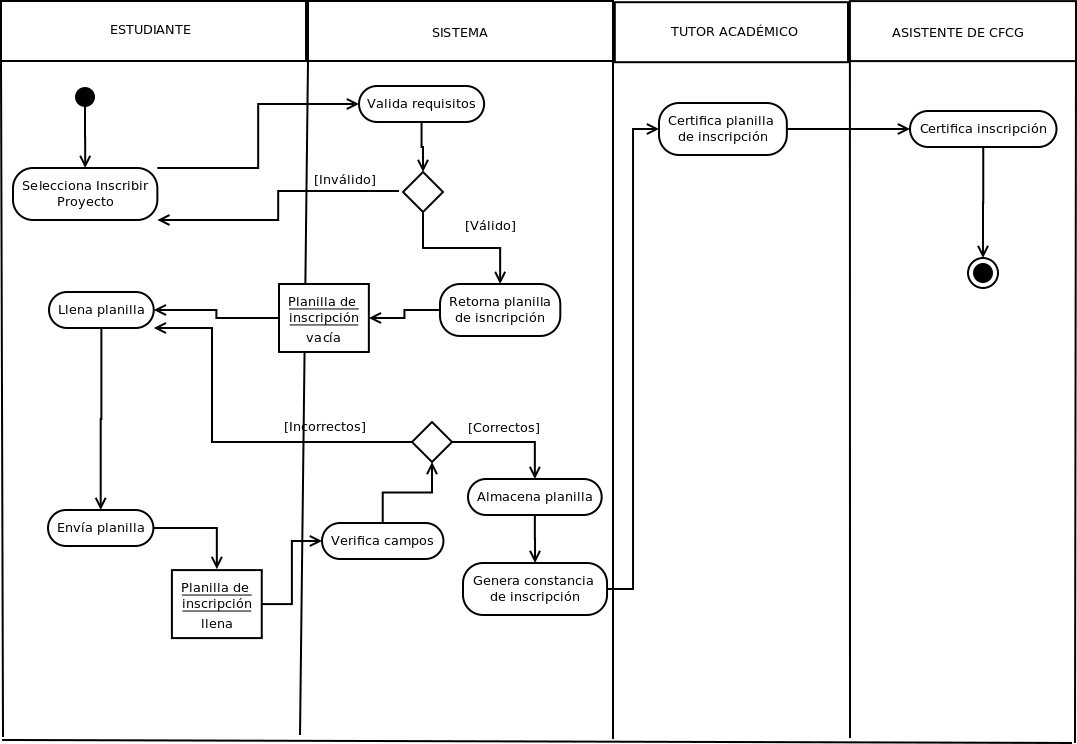 ESTUDIANTE
SISTEMA
TUTOR ACADÉMICO
ASISTENTE DE CFCG
Valida requisitos
Certifica planilla
de inscripción
Certifica inscripción
Selecciona Inscribir
Proyecto
[Inválido]
[Válido]
Llena planilla
Planilla de
inscripción
vacía
Retorna planilla
de isncripción
[Incorrectos]
[Correctos]
Almacena planilla
Envía planilla
Verifica campos
Planilla de
inscripción
llena
Genera constancia
de inscripción